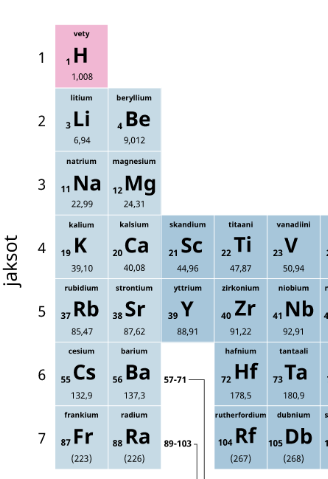 vety
1 H
1,008
litium beryllium
3 Li 4 Be
6,94 9,012
natrium magnesium
11 Na 12 Mg
22,99 24,31
kalium kalsium skandium titaani vanadiini
19 K 20 Ca 21 Sc 22 Ti 23 V
39,10 40,08 44,96 47,87 50,94
rubidium strontium yttrium zirkonium niobium
37 Rb 38 Sr 39 Y 40 Zr 41 Nb
85,47 87,62 88,91 91,22 92,91
cesium barium hafnium tantaali
55 Cs 56 Ba 57-71 72 Hf 73 Ta
132,9 137,3 178,5 180,9
frankium radium rutherfordium dubnium
87 Fr 88 Ra 89-103 104 Rf 105 Db
(223) (226) (267) (268)
1
2
3
4
5
6
7
jaksot